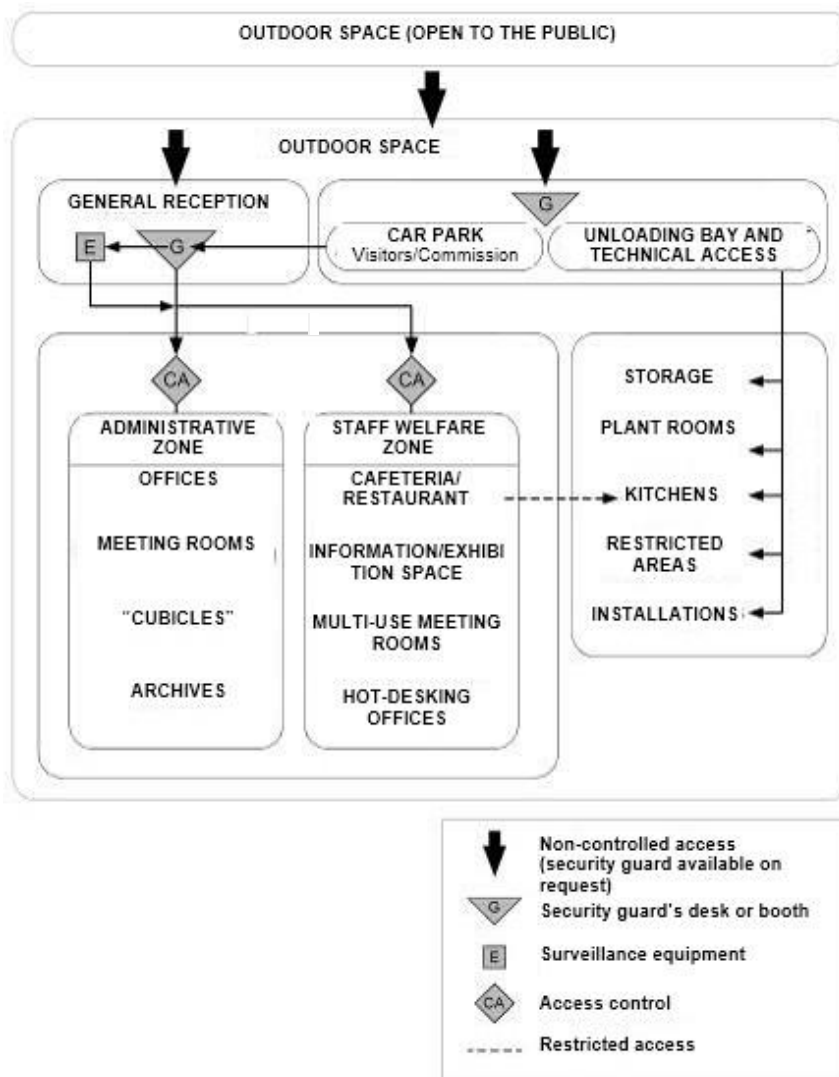 OUTDOOR SPACE (OPEN TO THE PUBLIC)
OUTDOOR SPACE
GENERAL RECEPTION
E
G
G
CAR PARK
Visitors/Commission
UNLOADING BAY AND
TECHNICAL ACCESS
CA
CA
ADMINISTRATIVE
ZONE
OFFICES
MEETING ROOMS
"CUBICLES"
ARCHIVES
STAFF WELFARE
ZONE
CAFETERIA/
RESTAURANT
INFORMATION/EXHIBI
TION SPACE
MULTI-USE MEETING
ROOMS
HOT-DESKING
OFFICES
STORAGE
PLANT ROOMS
KITCHENS
RESTRICTED
AREAS
INSTALLATIONS
Non-controlled access
(security guard available on
request)
G
Security guard's desk or booth
E
Surveillance equipment
CA
Access control
Restricted access